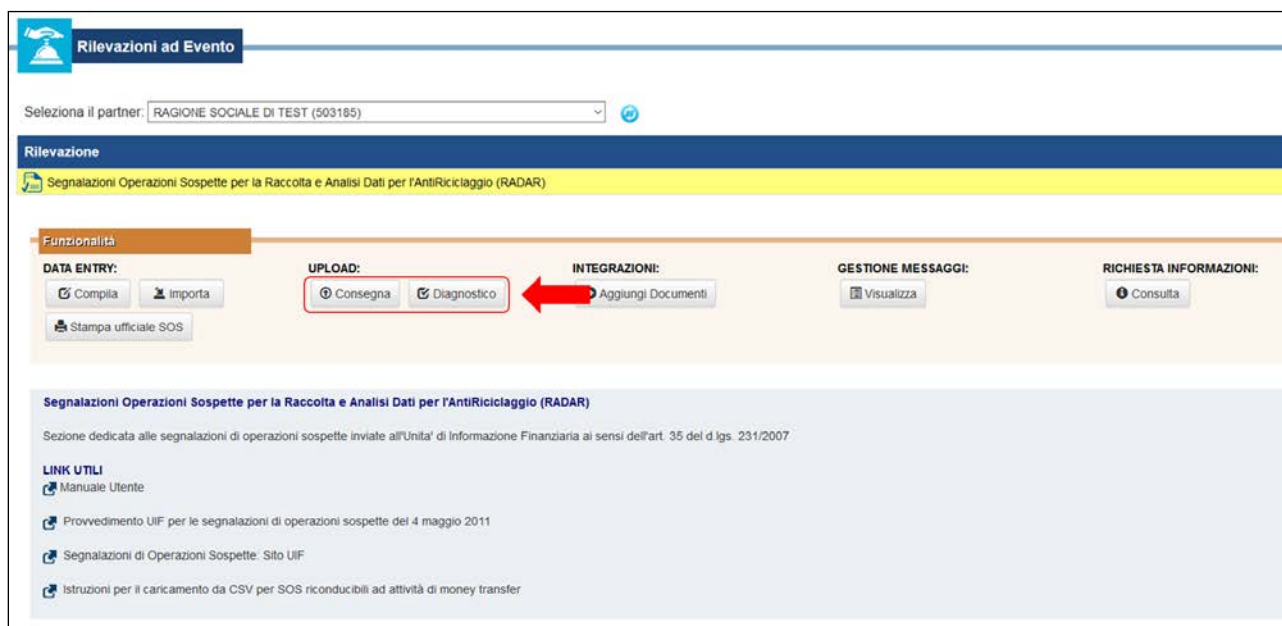 Rilevazioni ad Evento
Seleziona il partner: RAGIONE SOCIALE DI TEST (503185)
Rilevazione
Segnalazioni Operazioni Sospette per la Raccolta e Analisi Dati per l'AntiRiciclaggio (RADAR)
Funzionalità
DATA ENTRY: UPLOAD: INTEGRAZIONI: GESTIONE MESSAGGI: RICHIESTA INFORMAZIONI:
Compila Importa Consegna Diagnostico Aggiungi Documenti Visualizza Consulta
Stampa ufficiale SOS
Segnalazioni Operazioni Sospette per la Raccolta e Analisi Dati per l'AntiRiciclaggio (RADAR)
Sezione dedicata alle segnalazioni di operazioni sospette inviate all'Unita' di Informazione Finanziaria ai sensi dell'art. 35 del d.lgs. 231/2007
LINK UTILI
Manuale Utente
Provvedimento UIF per le segnalazioni di operazioni sospette del 4 maggio 2011
Segnalazioni di Operazioni Sospette: Sito UIF
Istruzioni per il caricamento da CSV per SOS riconducibili ad attività di money transfer